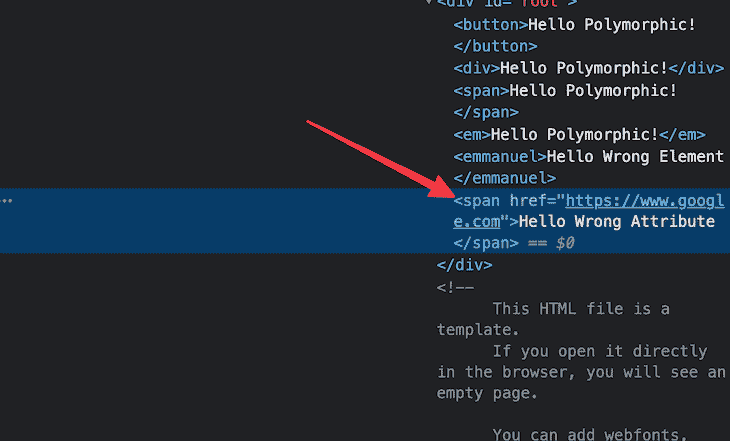 <div id="root">
<button>Hello Polymorphic!
</button>
<div>Hello Polymorphic!</div>
<span>Hello Polymorphic!
</span>
<em>Hello Polymorphic!</em>
<emmanuel>Hello Wrong Element
</emmanuel>
<span href="https://www.googl
e.com">Hello Wrong Attribute
</span> == $0
</div>
<!--
This HTML file is a
template.
If you open it directly
in the browser, you will see an
empty page.
You can add webfonts,